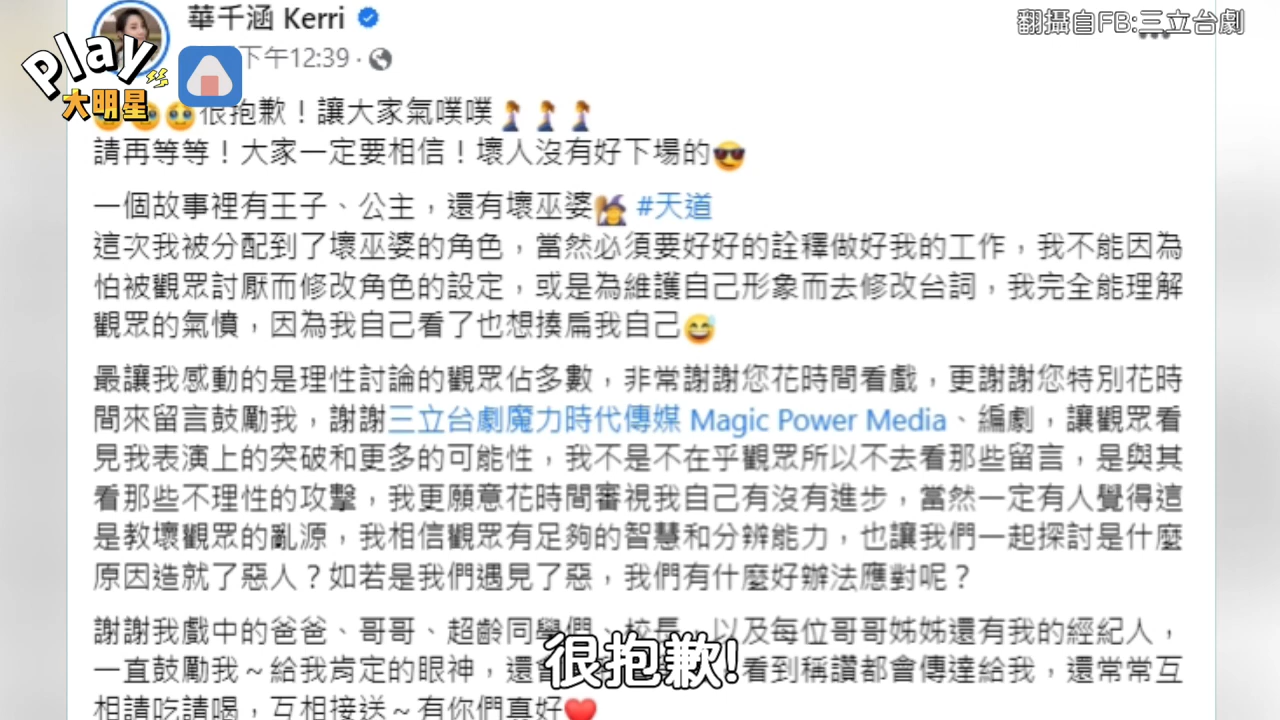 華千涵 Kerri
翻攝自FB:三立台劇
Play
大明星
下午12:39
很抱歉！讓大家氣噗噗
請再等等！大家一定要相信！壞人沒有好下場的
一個故事裡有王子、公主，還有壞巫婆 #天道
這次我被分配到了壞巫婆的角色，當然必須要好好的詮釋做好我的工作，我不能因為
怕被觀眾討厭而修改角色的設定，或是為維護自己形象而去修改台詞，我完全能理解
觀眾的氣憤，因為我自己看了也想揍扁我自己
最讓我感動的是理性討論的觀眾佔多數，非常謝謝您花時間看戲，更謝謝您特別花時
間來留言鼓勵我，謝謝三立台劇魔力時代傳媒 Magic Power Media、編劇，讓觀眾看
見我表演上的突破和更多的可能性，我不是不在乎觀眾所以不去看那些留言，是與其
看那些不理性的攻擊，我更願意花時間審視我自己有沒有進步，當然一定有人覺得這
是教壞觀眾的亂源，我相信觀眾有足夠的智慧和分辨能力，也讓我們一起探討是什麼
原因造就了惡人？如若是我們遇見了惡，我們有什麼好辦法應對呢？
謝謝我戲中的爸爸、哥哥、超齡同學們、校長、以及每位哥哥姊姊還有我的經紀人，
一直鼓勵我～給我肯定的眼神，還會 看到稱讚都會傳達給我，還常常互
相請吃請喝，互相接送～有你們真好
很抱歉!